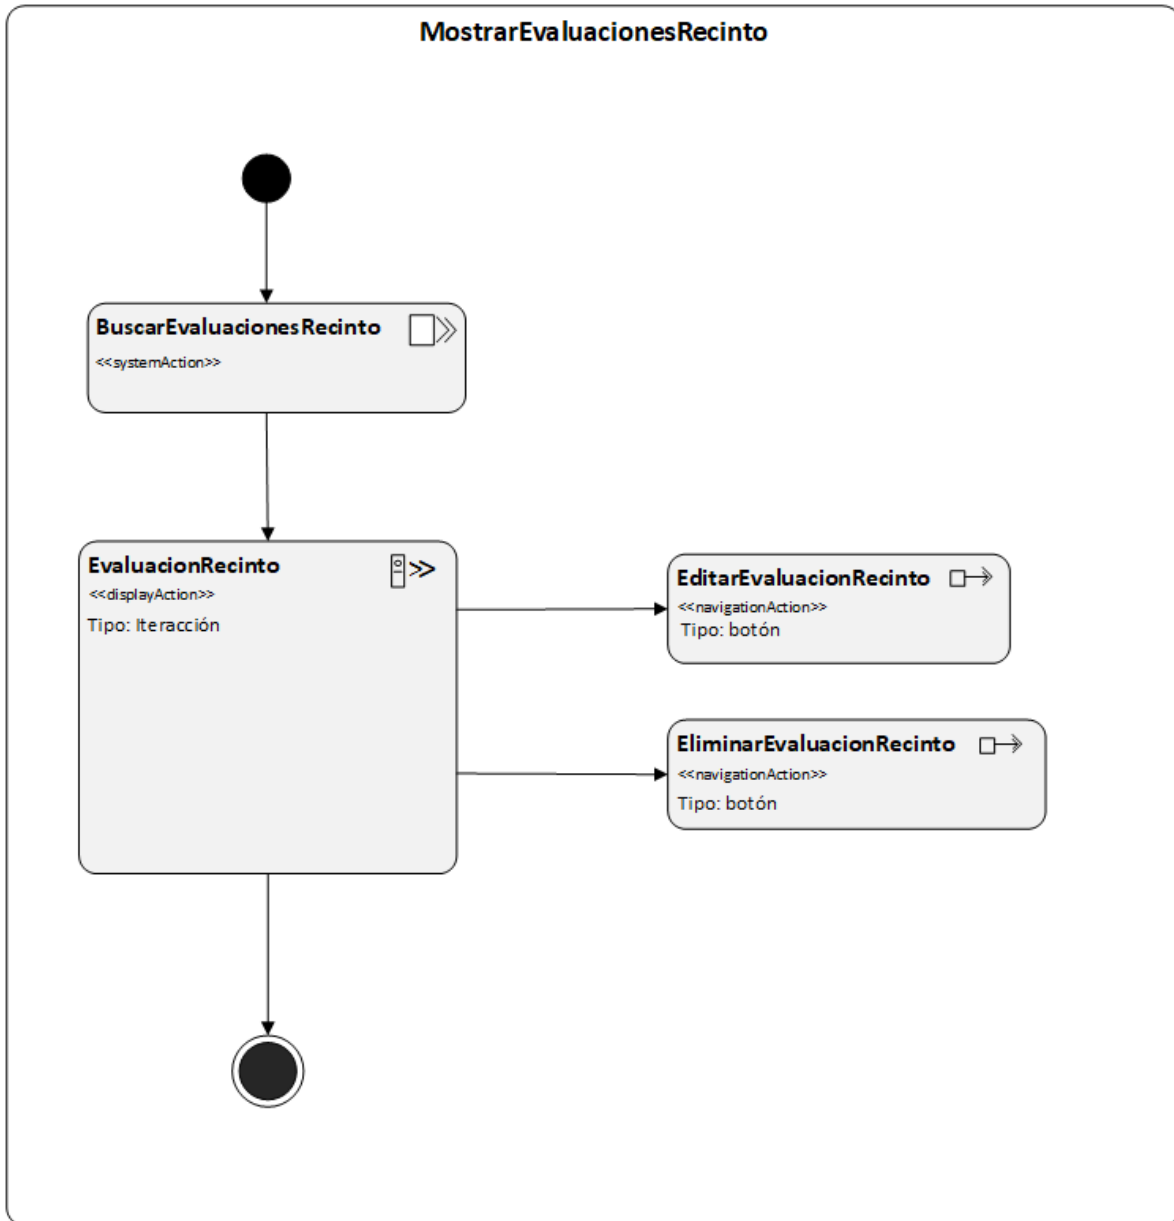 MostrarEvaluacionesRecinto
BuscarEvaluacionesRecinto
<<systemAction>>
EvaluacionRecinto
<<displayAction>>
Tipo: Iteracción
EditarEvaluacionRecinto
<<navigationAction>>
Tipo: botón
EliminarEvaluacionRecinto
<<navigationAction>>
Tipo: botón